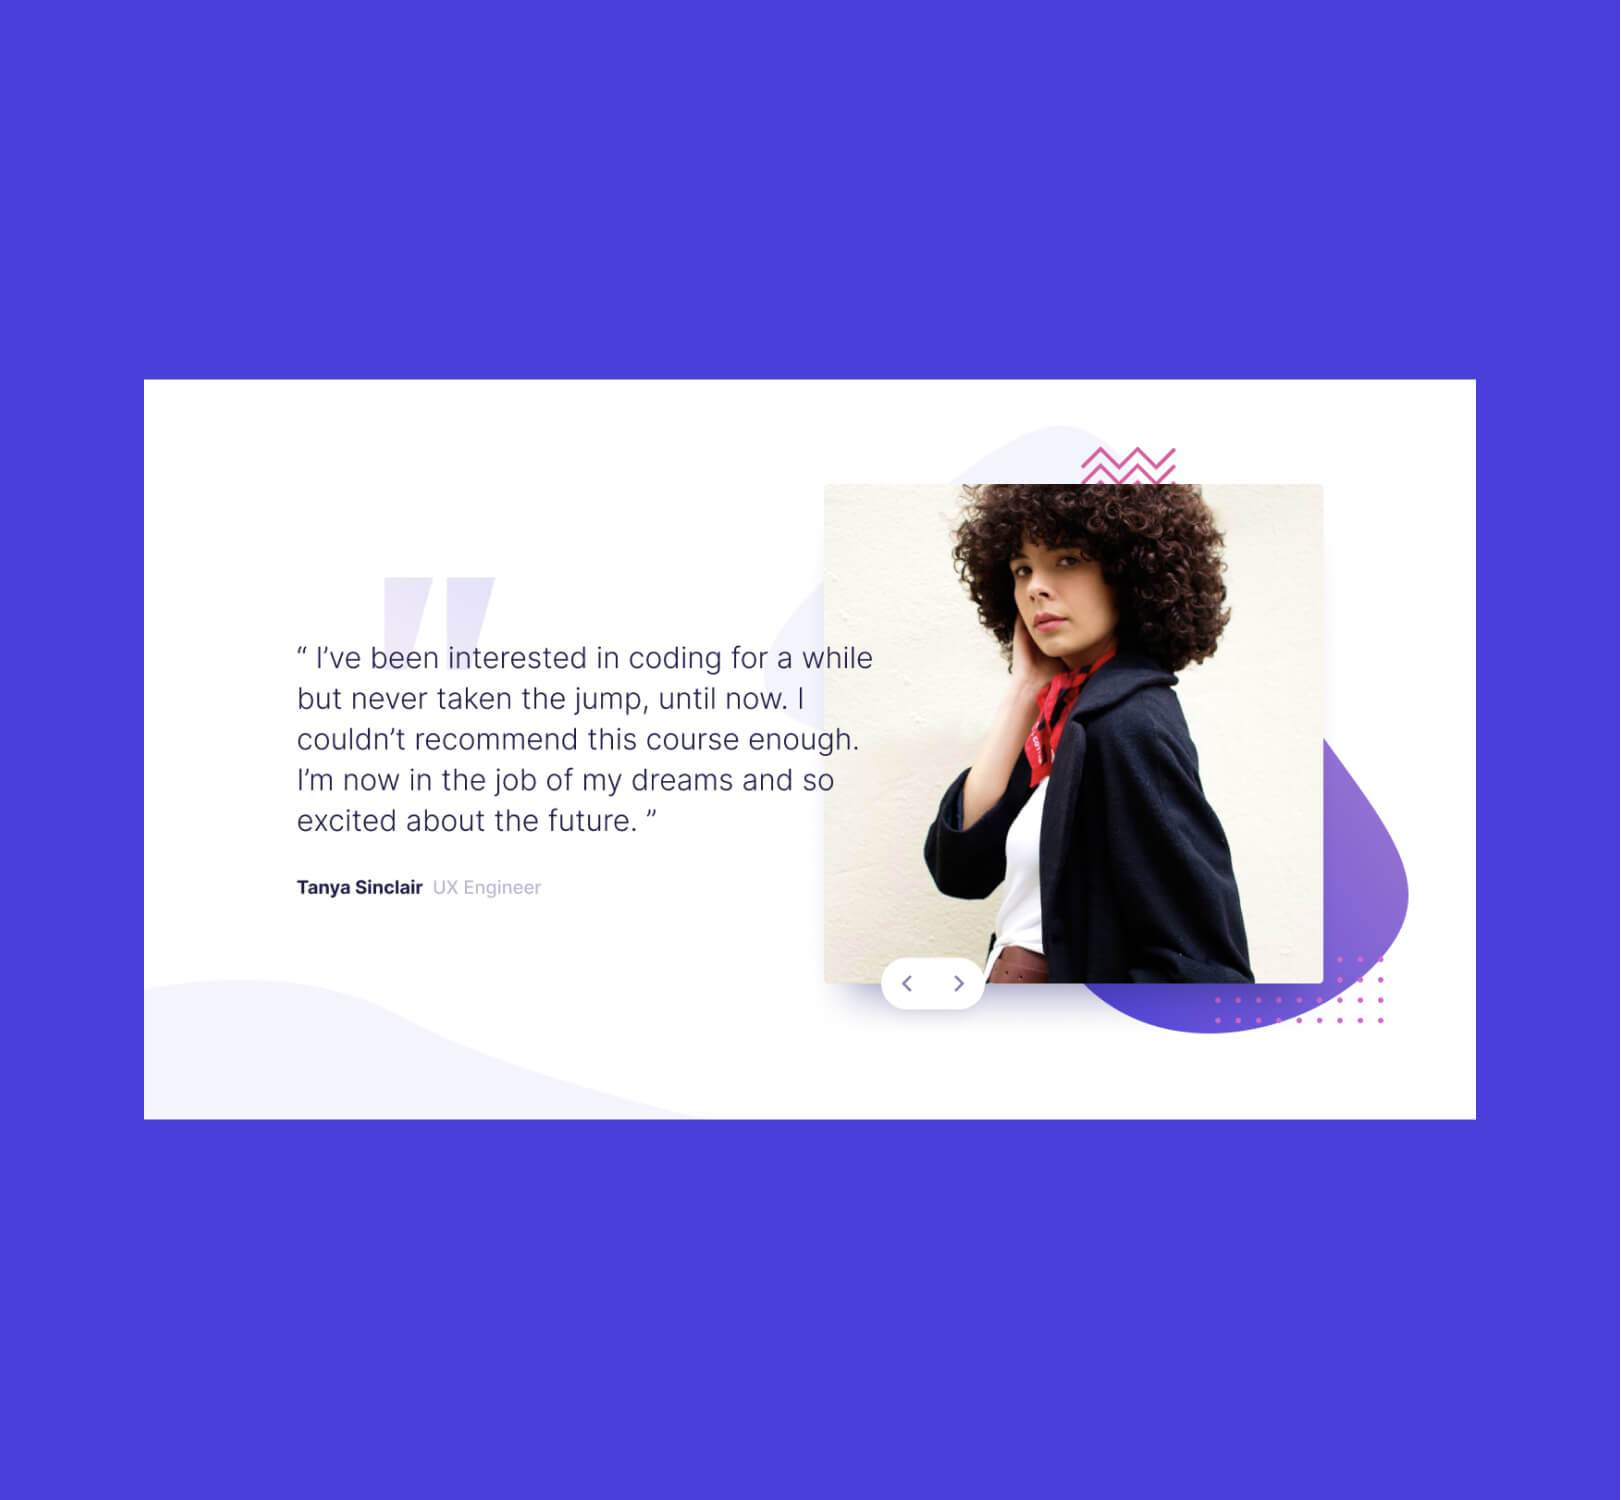 “ I’ve been interested in coding for a while
but never taken the jump, until now. I
couldn’t recommend this course enough.
I’m now in the job of my dreams and so
excited about the future. ”
Tanya Sinclair UX Engineer